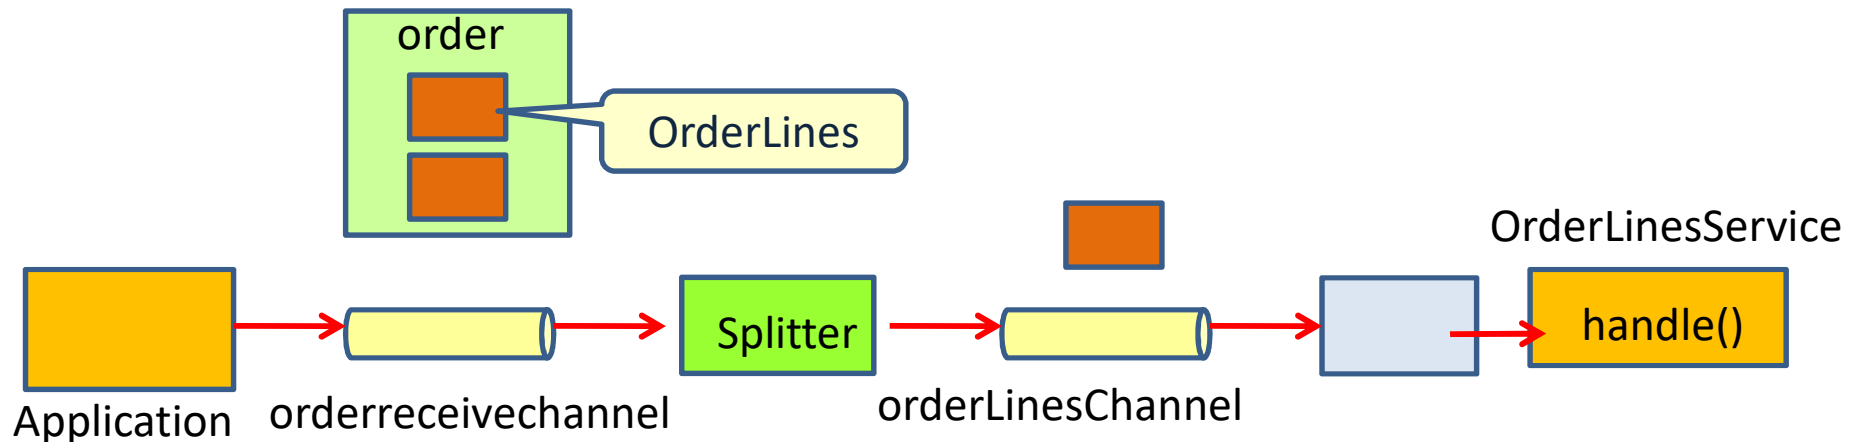 order
OrderLines
OrderLinesService
Splitter
handle()
Application
orderreceivechannel
orderLinesChannel